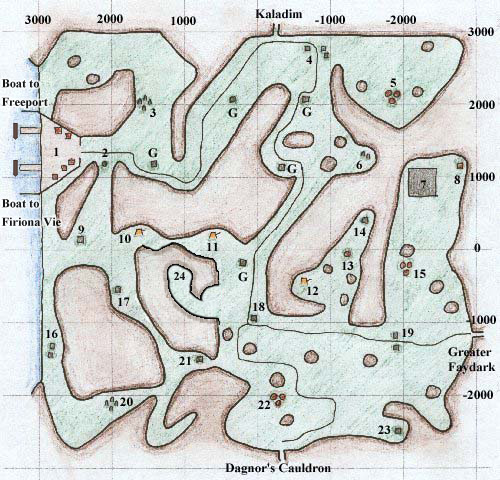 Kaladim
3000 2000 1000 -1000 -2000
3000
Boat to
Freeport
4
5
3
2000
G G
1
2 G
6
G
8
7
1000
Boat to
Firiona Vie
14
9
10
11
0
13
G
24
15
12
17
18
-1000
16
19
21
Greater
Faydark
20
22
-2000
23
Dagnor's Cauldron